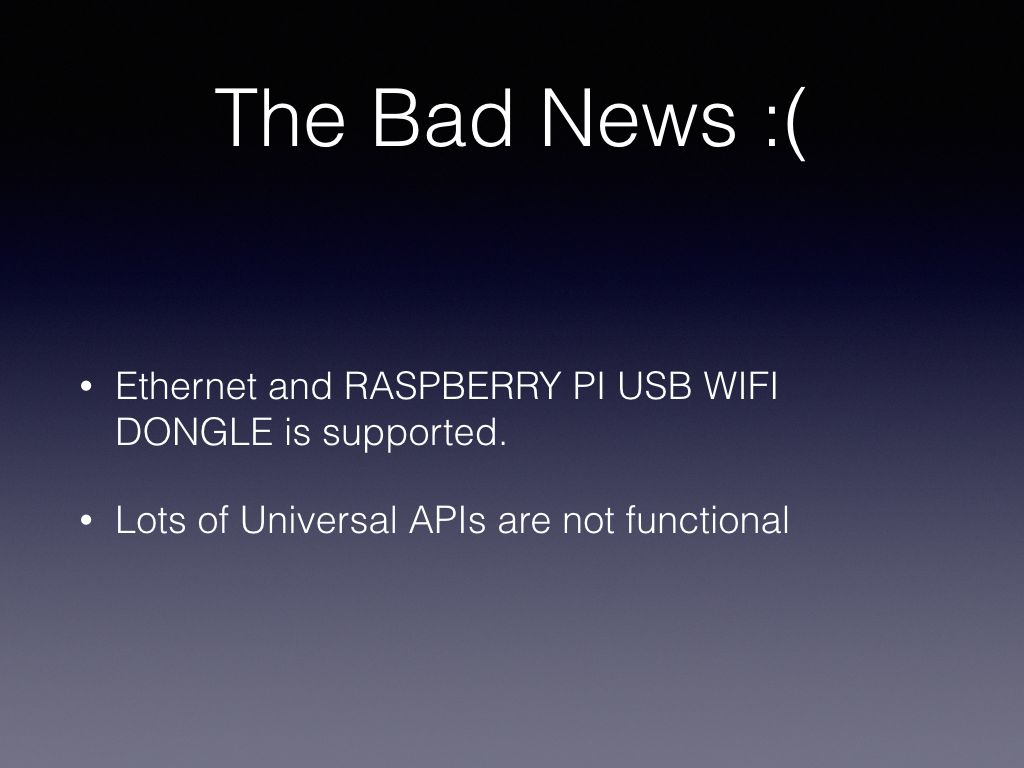 The Bad News :(
• Ethernet and RASPBERRY PI USB WIFI
DONGLE is supported.
• Lots of Universal APIs are not functional